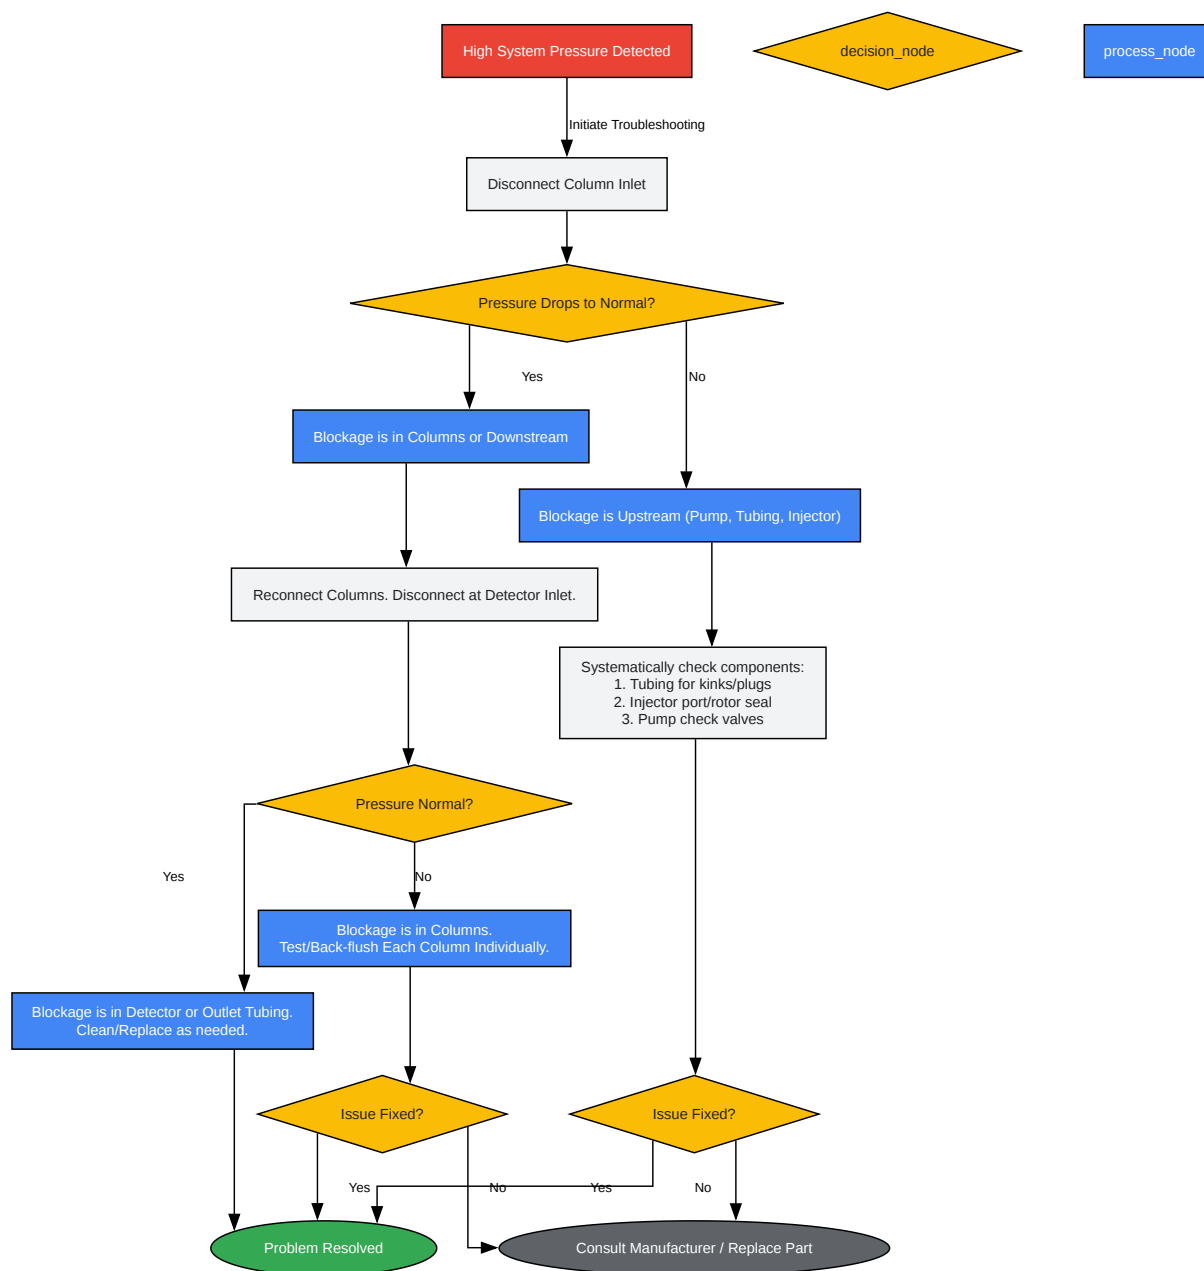 High System Pressure Detected
decision_node
process_node
Initiate Troubleshooting
Disconnect Column Inlet
Pressure Drops to Normal?
Yes
No
Blockage is in Columns or Downstream
Blockage is Upstream (Pump, Tubing, Injector)
Reconnect Columns. Disconnect at Detector Inlet.
Systematically check components:
1. Tubing for kinks/plugs
2. Injector port/rotor seal
3. Pump check valves
Pressure Normal?
Yes
No
Blockage is in Columns.
Test/Back-flush Each Column Individually.
Blockage is in Detector or Outlet Tubing.
Clean/Replace as needed.
Issue Fixed?
Issue Fixed?
Yes
No
Yes
No
Problem Resolved
Consult Manufacturer / Replace Part